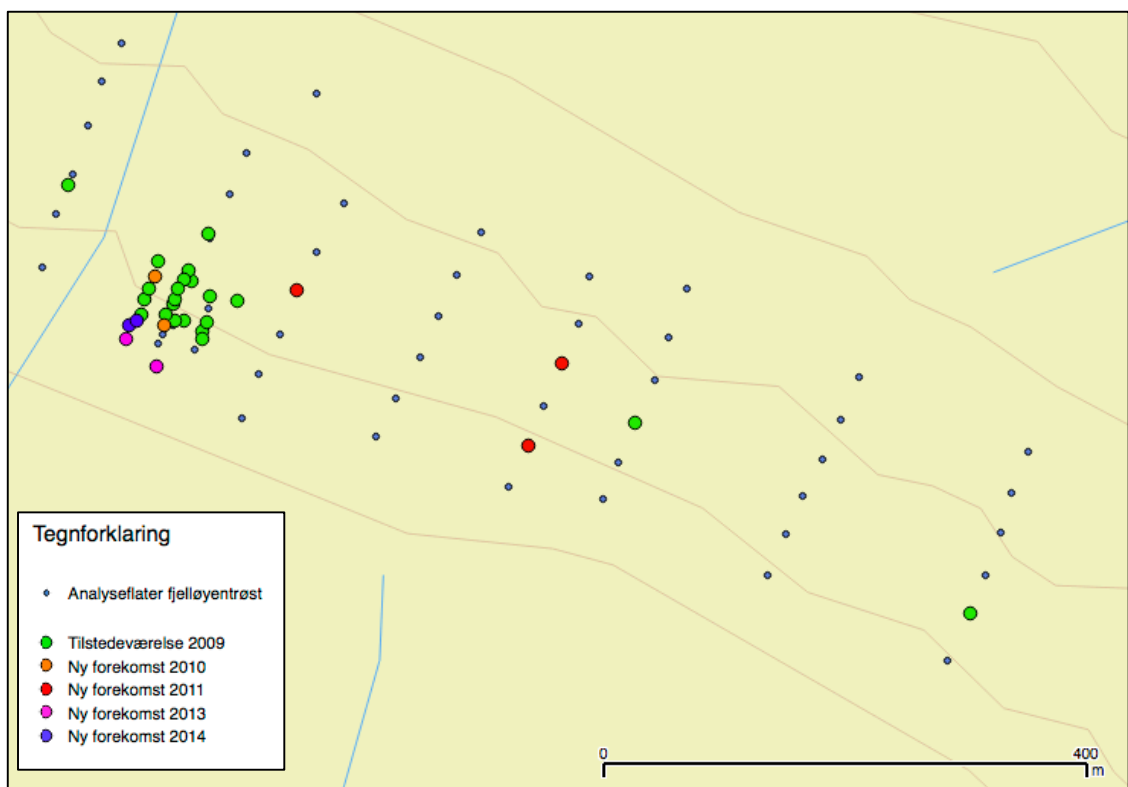 Tegnforklaring
Analyseflater fjelløyentrøst
Tilstedeværelse 2009
Ny forekomst 2010
Ny forekomst 2011
Ny forekomst 2013
Ny forekomst 2014
0 400
m